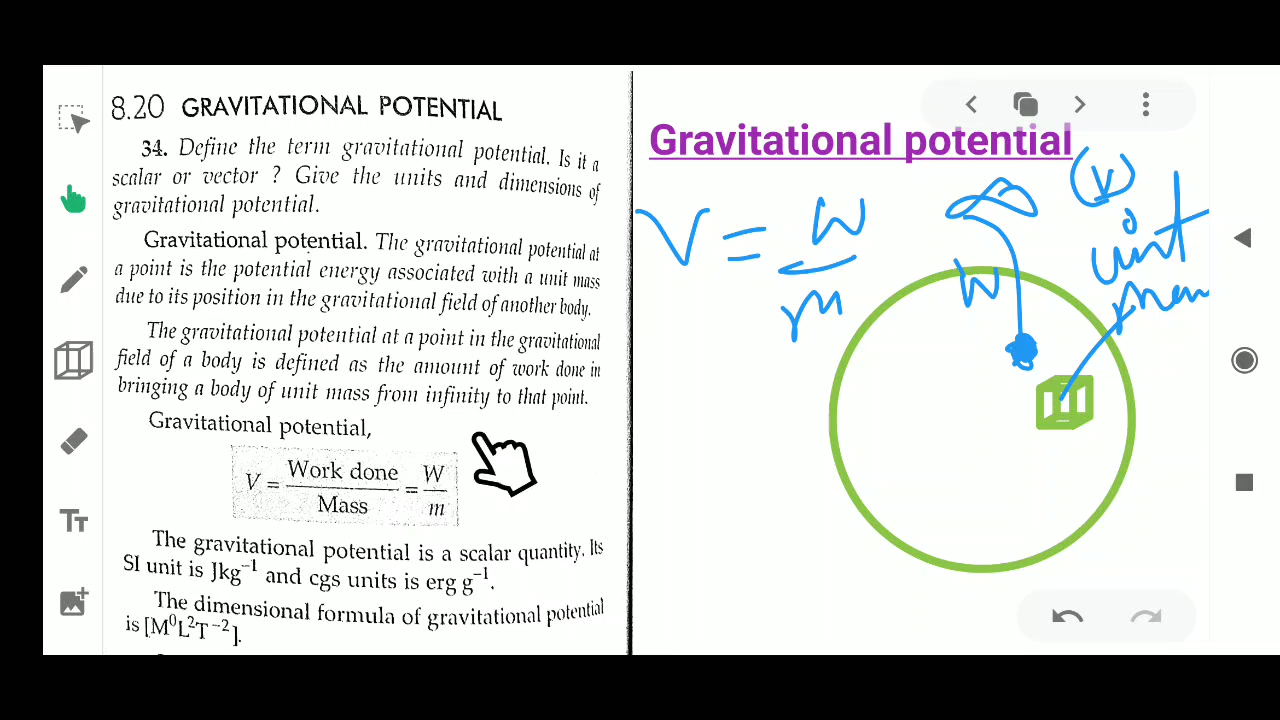 8.20 GRAVITATIONAL POTENTIAL
34. Define the term gravitational potential. Is it a
scalar or vector ? Give the units and dimensions of
gravitational potential.
Gravitational potential. The gravitational potential at
a point is the potential energy associated with a unit mass
due to its position in the gravitational field of another body.
The gravitational potential at a point in the gravitational
field of a body is defined as the amount of work done in
bringing a body of unit mass from infinity to that point.
Gravitational potential,
V = Work done / Mass = W / m
The gravitational potential is a scalar quantity. Its
SI unit is Jkg⁻¹ and cgs units is erg g⁻¹.
The dimensional formula of gravitational potential
is [M⁰L²T⁻²].
Tт
Gravitational potential
(V)
V = W / m
W
unit